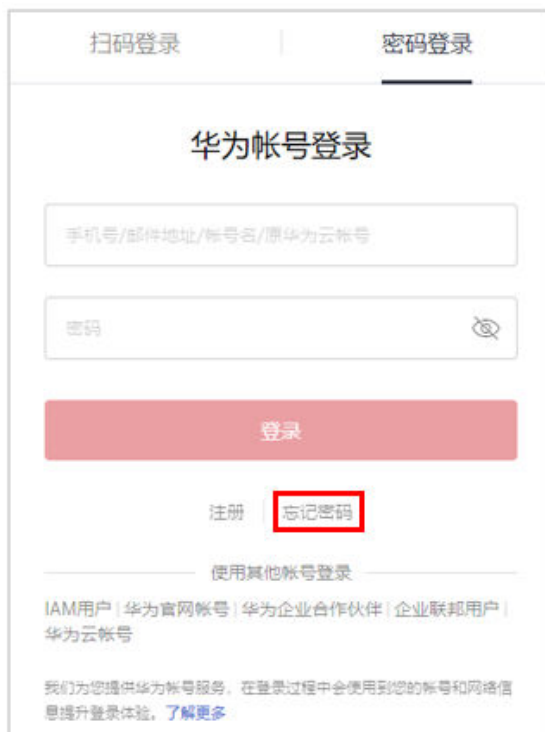 扫码登录 密码登录
华为帐号登录
手机号/邮件地址/帐号名/原华为云帐号
密码
登录
注册 | 忘记密码
使用其他帐号登录
IAM用户 | 华为官网帐号 | 华为企业合作伙伴 | 企业联邦用户 |
华为云帐号
我们为您提供华为帐号服务，在登录过程中会使用到您的帐号和网络信
息提升登录体验。了解更多